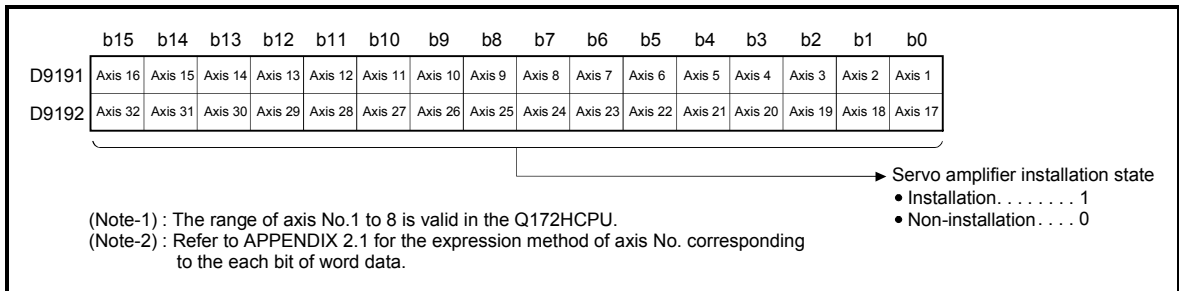 b15 b14 b13 b12 b11 b10 b9 b8 b7 b6 b5 b4 b3 b2 b1 b0
D9191 Axis 16 Axis 15 Axis 14 Axis 13 Axis 12 Axis 11 Axis 10 Axis 9 Axis 8 Axis 7 Axis 6 Axis 5 Axis 4 Axis 3 Axis 2 Axis 1
D9192 Axis 32 Axis 31 Axis 30 Axis 29 Axis 28 Axis 27 Axis 26 Axis 25 Axis 24 Axis 23 Axis 22 Axis 21 Axis 20 Axis 19 Axis 18 Axis 17
Servo amplifier installation state
• Installation. . . . . . . . 1
• Non-installation . . . . 0
(Note-1) : The range of axis No.1 to 8 is valid in the Q172HCPU.
(Note-2) : Refer to APPENDIX 2.1 for the expression method of axis No. corresponding
to the each bit of word data.